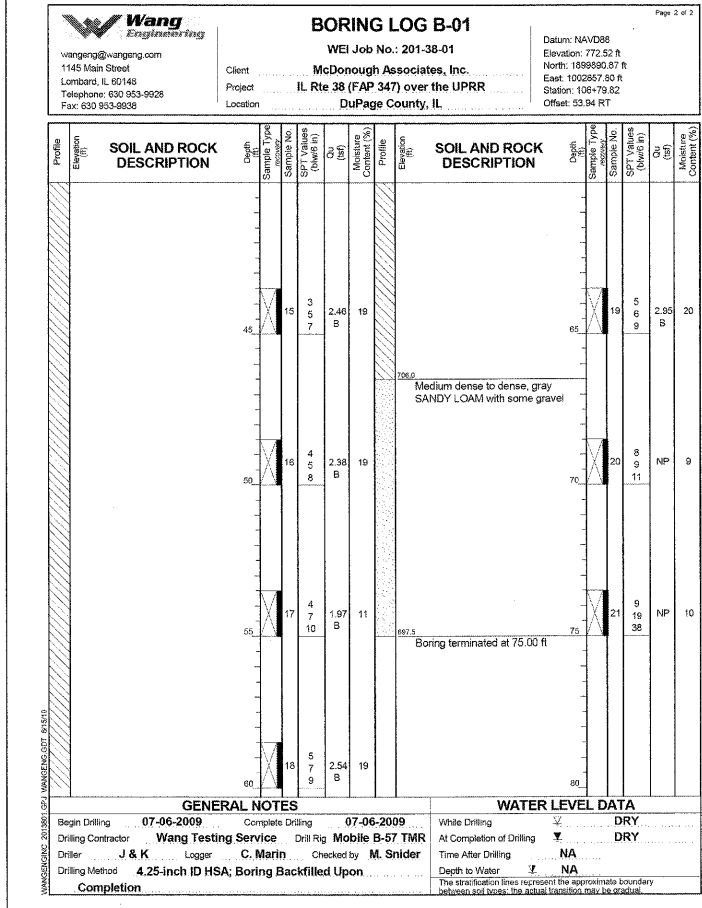 Page 2 of 2
Wang
Engineering
wangeng@wangeng.com
1145 Main Street
Lombard, IL 60148
Telephone: 630 953-9928
Fax: 630 953-9938
BORING LOG B-01
WEI Job No.: 201-38-01
Client McDonough Associates, Inc.
Project IL Rte 38 (FAP 347) over the UPRR
Location DuPage County, IL
Datum: NAVD88
Elevation: 772.52 ft
North: 1899890.87 ft
East: 1002857.80 ft
Station: 106+79.82
Offset: 53.94 RT
Profile
Elevation (ft)
SOIL AND ROCK DESCRIPTION
Depth (ft)
Sample Type
recovery
Sample No.
SPT Values (blw/6 in)
Qu (tsf)
Moisture Content (%)
Profile
Elevation (ft)
SOIL AND ROCK DESCRIPTION
Depth (ft)
Sample Type
recovery
Sample No.
SPT Values (blw/6 in)
Qu (tsf)
Moisture Content (%)
45
15
3
5
7
2.46
B
19
50
16
4
5
8
2.38
B
19
55
17
4
7
10
1.97
B
11
60
18
5
7
9
2.54
B
19
65
19
5
6
9
2.95
B
20
706.0
Medium dense to dense, gray
SANDY LOAM with some gravel
70
20
8
9
11
NP
9
75
21
9
19
38
NP
10
697.5
Boring terminated at 75.00 ft
80
GENERAL NOTES
Begin Drilling 07-06-2009 Complete Drilling 07-06-2009
Drilling Contractor Wang Testing Service Drill Rig Mobile B-57 TMR
Driller J & K Logger C. Marin Checked by M. Snider
Drilling Method 4.25-inch ID HSA; Boring Backfilled Upon
Completion
WATER LEVEL DATA
While Drilling DRY
At Completion of Drilling DRY
Time After Drilling NA
Depth to Water NA
The stratification lines represent the approximate boundary
between soil types; the actual transition may be gradual.
WANGENGINC 2013801.GPJ WANGENG.GDT 6/15/10